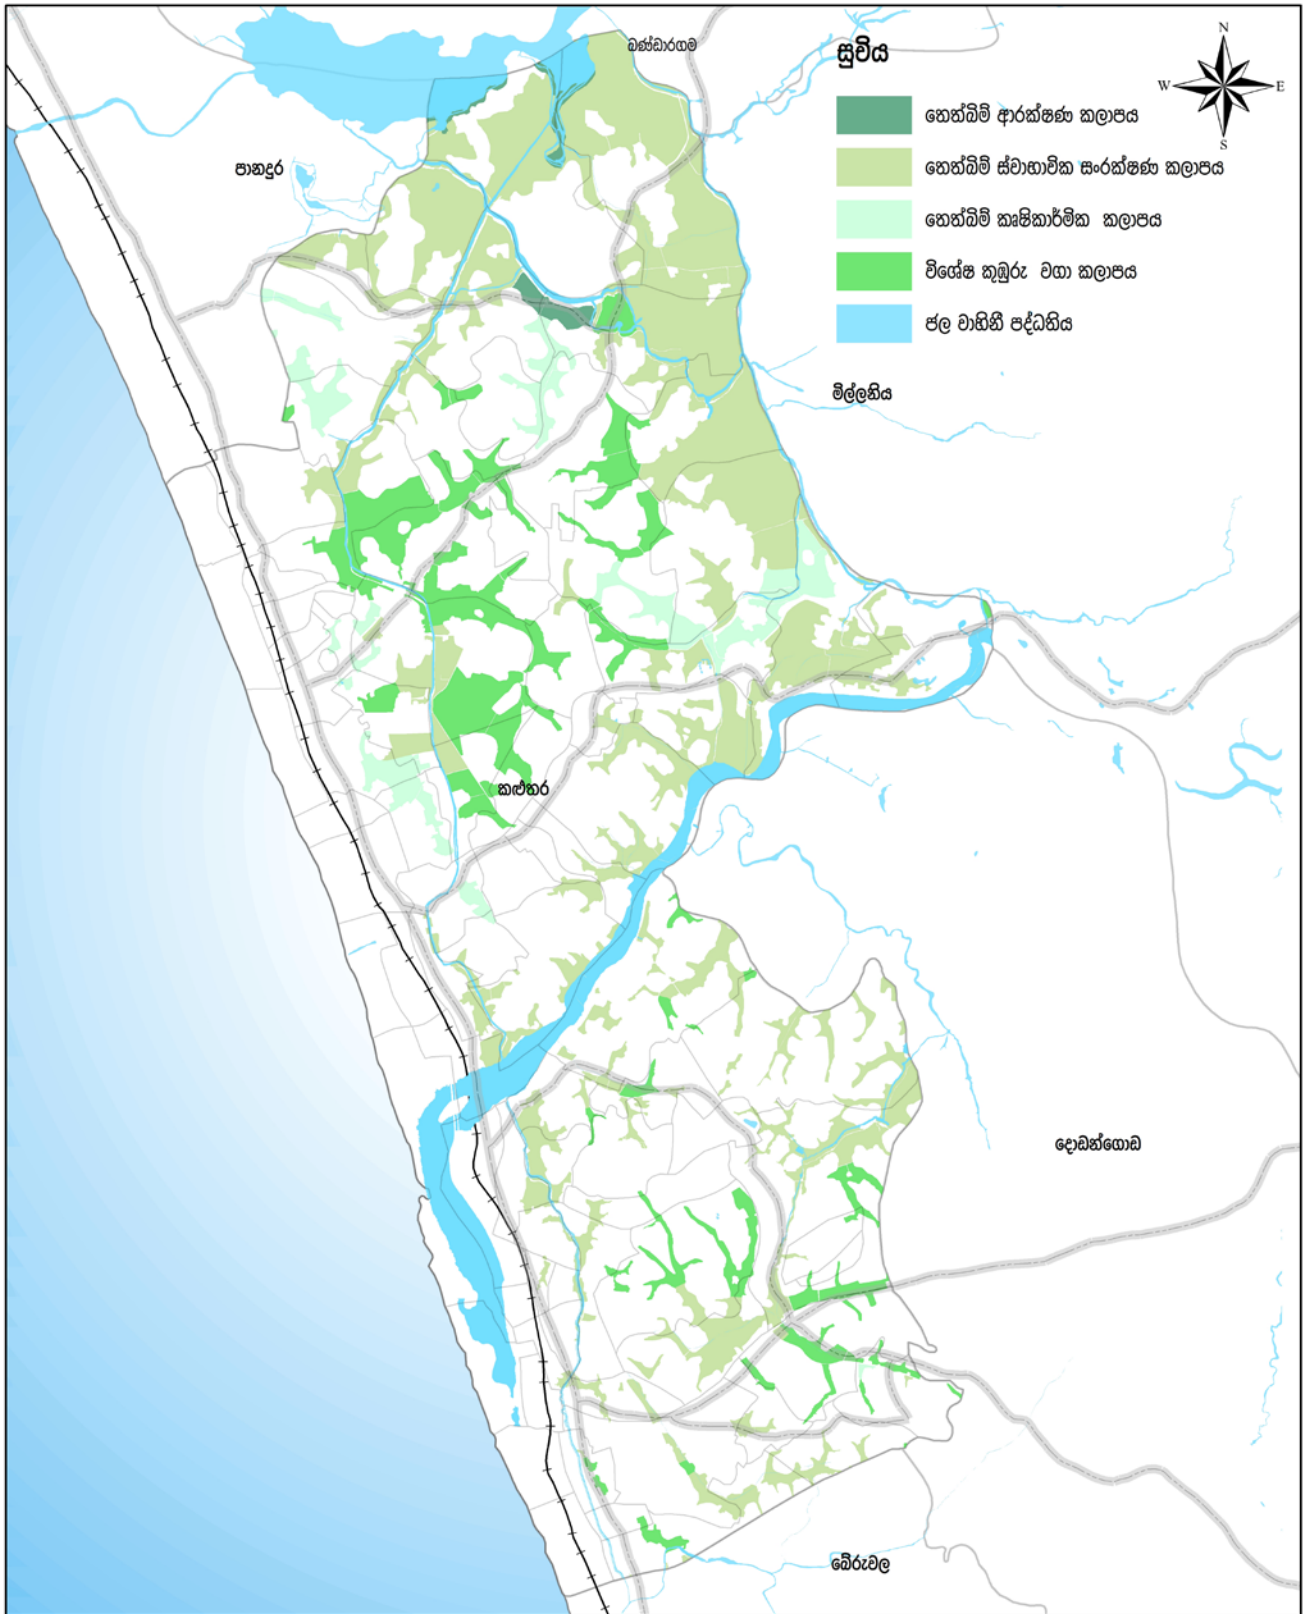 බණ්ඩාරගම
සූචිය
N
W E
S
තෙත්බිම් ආරක්ෂණ කලාපය
තෙත්බිම් ස්වාභාවික සංරක්ෂණ කලාපය
තෙත්බිම් කෘෂිකාර්මික කලාපය
විශේෂ කුඹුරු වගා කලාපය
ජල වාහිනී පද්ධතිය
පානදුර
මිල්ලනිය
කළුතර
දොඩන්ගොඩ
බේරුවල